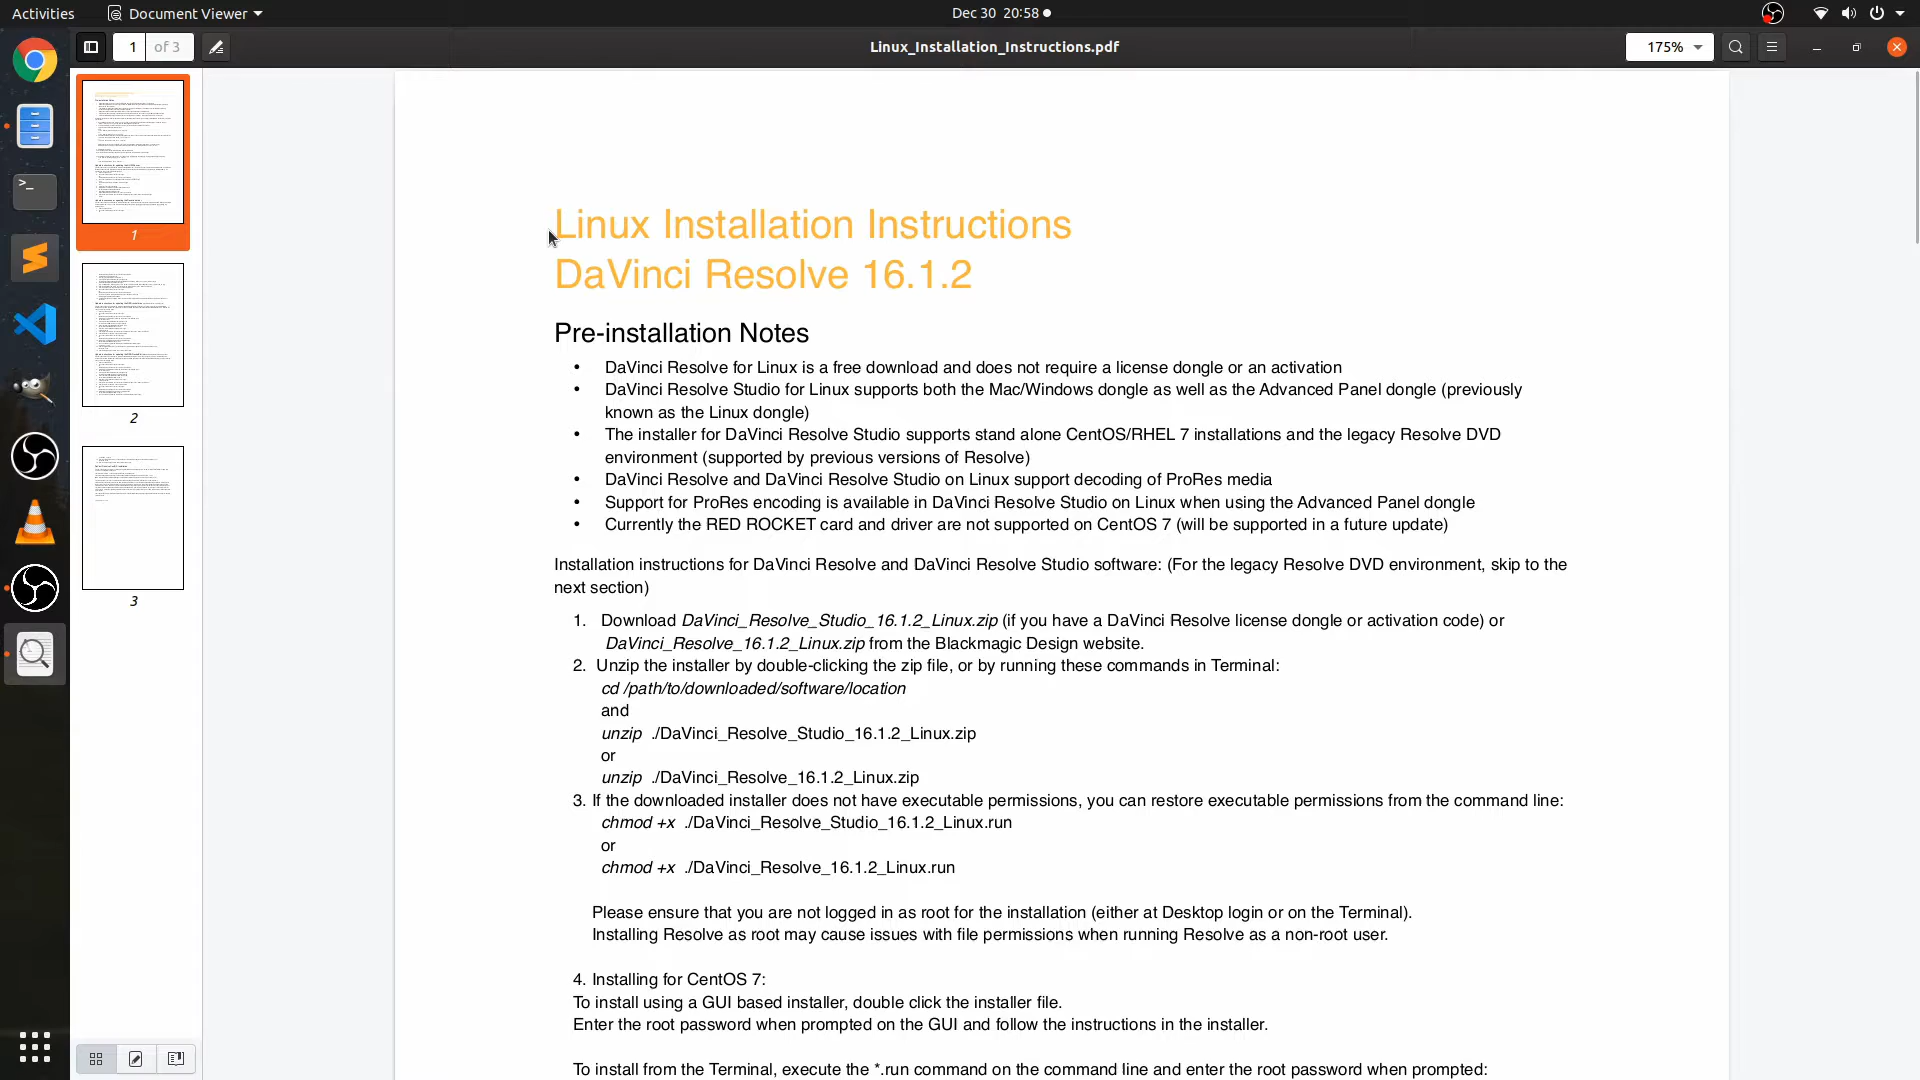 Activities
Document Viewer
Dec 30 20:58
1 of 3
Linux_Installation_Instructions.pdf
175%
1
2
3
Linux Installation Instructions
DaVinci Resolve 16.1.2
Pre-installation Notes
• DaVinci Resolve for Linux is a free download and does not require a license dongle or an activation
• DaVinci Resolve Studio for Linux supports both the Mac/Windows dongle as well as the Advanced Panel dongle (previously
known as the Linux dongle)
• The installer for DaVinci Resolve Studio supports stand alone CentOS/RHEL 7 installations and the legacy Resolve DVD
environment (supported by previous versions of Resolve)
• DaVinci Resolve and DaVinci Resolve Studio on Linux support decoding of ProRes media
• Support for ProRes encoding is available in DaVinci Resolve Studio on Linux when using the Advanced Panel dongle
• Currently the RED ROCKET card and driver are not supported on CentOS 7 (will be supported in a future update)
Installation instructions for DaVinci Resolve and DaVinci Resolve Studio software: (For the legacy Resolve DVD environment, skip to the
next section)
1. Download DaVinci_Resolve_Studio_16.1.2_Linux.zip (if you have a DaVinci Resolve license dongle or activation code) or
DaVinci_Resolve_16.1.2_Linux.zip from the Blackmagic Design website.
2. Unzip the installer by double-clicking the zip file, or by running these commands in Terminal:
cd /path/to/downloaded/software/location
and
unzip ./DaVinci_Resolve_Studio_16.1.2_Linux.zip
or
unzip ./DaVinci_Resolve_16.1.2_Linux.zip
3. If the downloaded installer does not have executable permissions, you can restore executable permissions from the command line:
chmod +x ./DaVinci_Resolve_Studio_16.1.2_Linux.run
or
chmod +x ./DaVinci_Resolve_16.1.2_Linux.run
Please ensure that you are not logged in as root for the installation (either at Desktop login or on the Terminal).
Installing Resolve as root may cause issues with file permissions when running Resolve as a non-root user.
4. Installing for CentOS 7:
To install using a GUI based installer, double click the installer file.
Enter the root password when prompted on the GUI and follow the instructions in the installer.
To install from the Terminal, execute the *.run command on the command line and enter the root password when prompted: